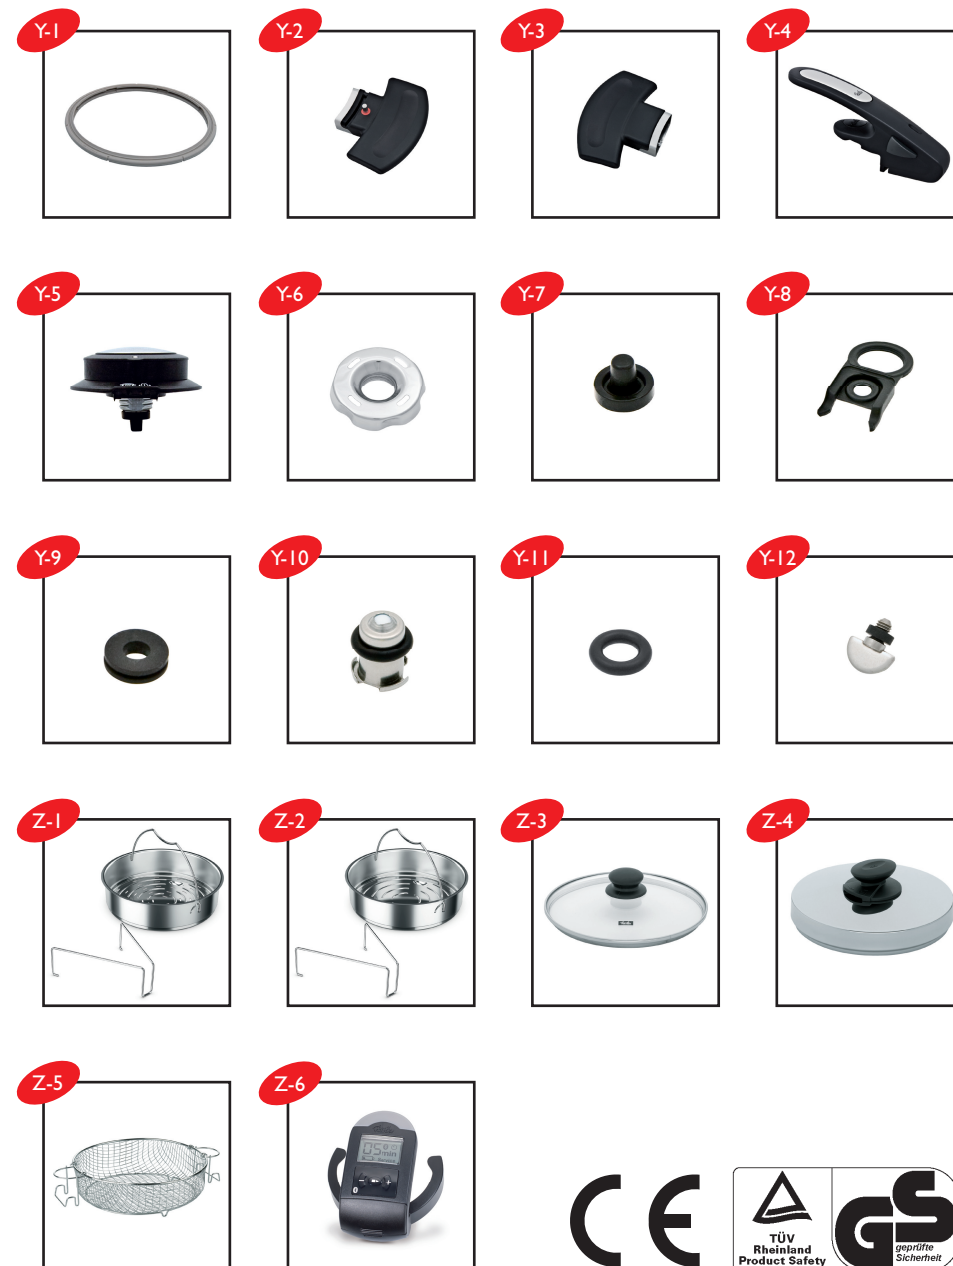 Y-1
Y-2
Y-3
Y-4
Y-5
Y-6
Y-7
Y-8
Y-9
Y-10
Y-11
Y-12
Z-1
Z-2
Z-3
Z-4
Z-5
Z-6
05 min
CE
TÜV
Rheinland
Product Safety
GS
geprüfte
Sicherheit